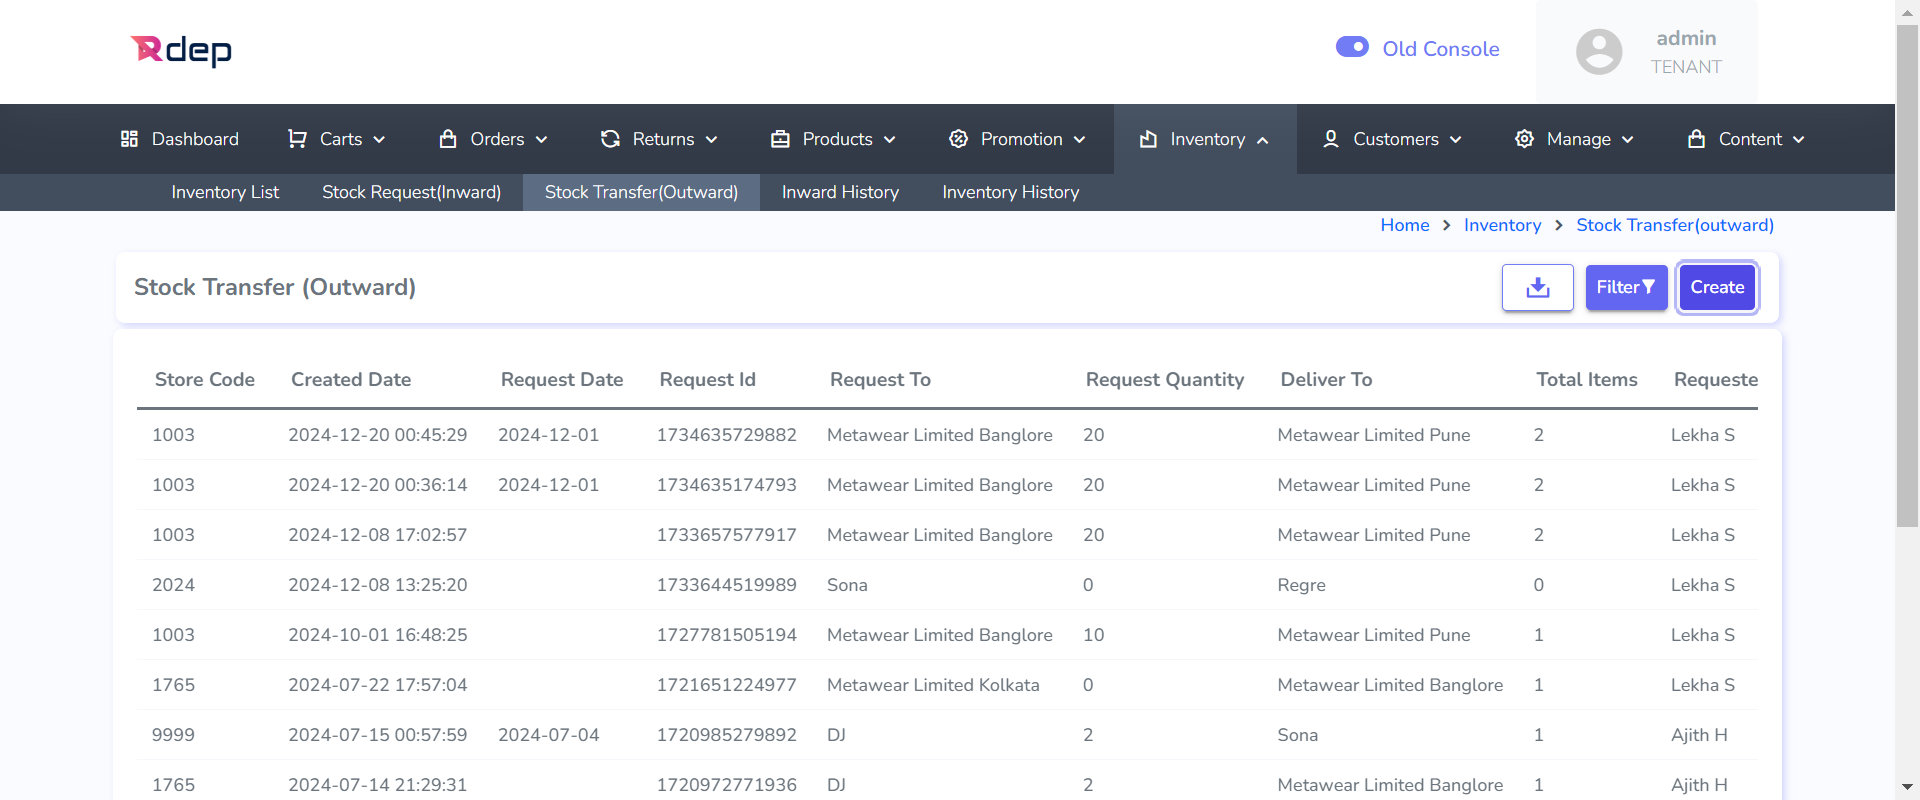 Rdep
Old Console
admin
TENANT
Dashboard Carts Orders Returns Products Promotion Inventory Customers Manage Content
Inventory List Stock Request(Inward) Stock Transfer(Outward) Inward History Inventory History
Home > Inventory > Stock Transfer(outward)
Stock Transfer (Outward) Filter Create
Store Code Created Date Request Date Request Id Request To Request Quantity Deliver To Total Items Requeste
1003 2024-12-20 00:45:29 2024-12-01 1734635729882 Metawear Limited Banglore 20 Metawear Limited Pune 2 Lekha S
1003 2024-12-20 00:36:14 2024-12-01 1734635174793 Metawear Limited Banglore 20 Metawear Limited Pune 2 Lekha S
1003 2024-12-08 17:02:57 1733657577917 Metawear Limited Banglore 20 Metawear Limited Pune 2 Lekha S
2024 2024-12-08 13:25:20 1733644519989 Sona 0 Regre 0 Lekha S
1003 2024-10-01 16:48:25 1727781505194 Metawear Limited Banglore 10 Metawear Limited Pune 1 Lekha S
1765 2024-07-22 17:57:04 1721651224977 Metawear Limited Kolkata 0 Metawear Limited Banglore 1 Lekha S
9999 2024-07-15 00:57:59 2024-07-04 1720985279892 DJ 2 Sona 1 Ajith H
1765 2024-07-14 21:29:31 1720972771936 DJ 2 Metawear Limited Banglore 1 Ajith H